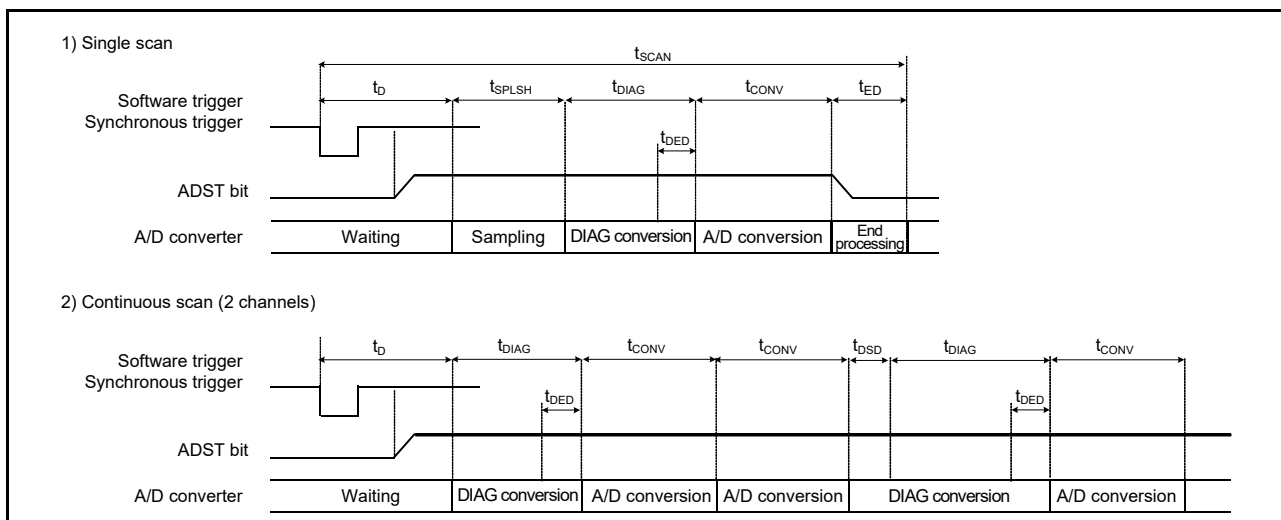 1) Single scan
tSCAN
tD tSPLSH tDIAG tCONV tED
Software trigger
Synchronous trigger
tDED
ADST bit
A/D converter Waiting Sampling DIAG conversion A/D conversion End processing
2) Continuous scan (2 channels)
tD tDIAG tCONV tCONV tDSD tDIAG tCONV
Software trigger
Synchronous trigger
tDED tDED
ADST bit
A/D converter Waiting DIAG conversion A/D conversion A/D conversion DIAG conversion A/D conversion